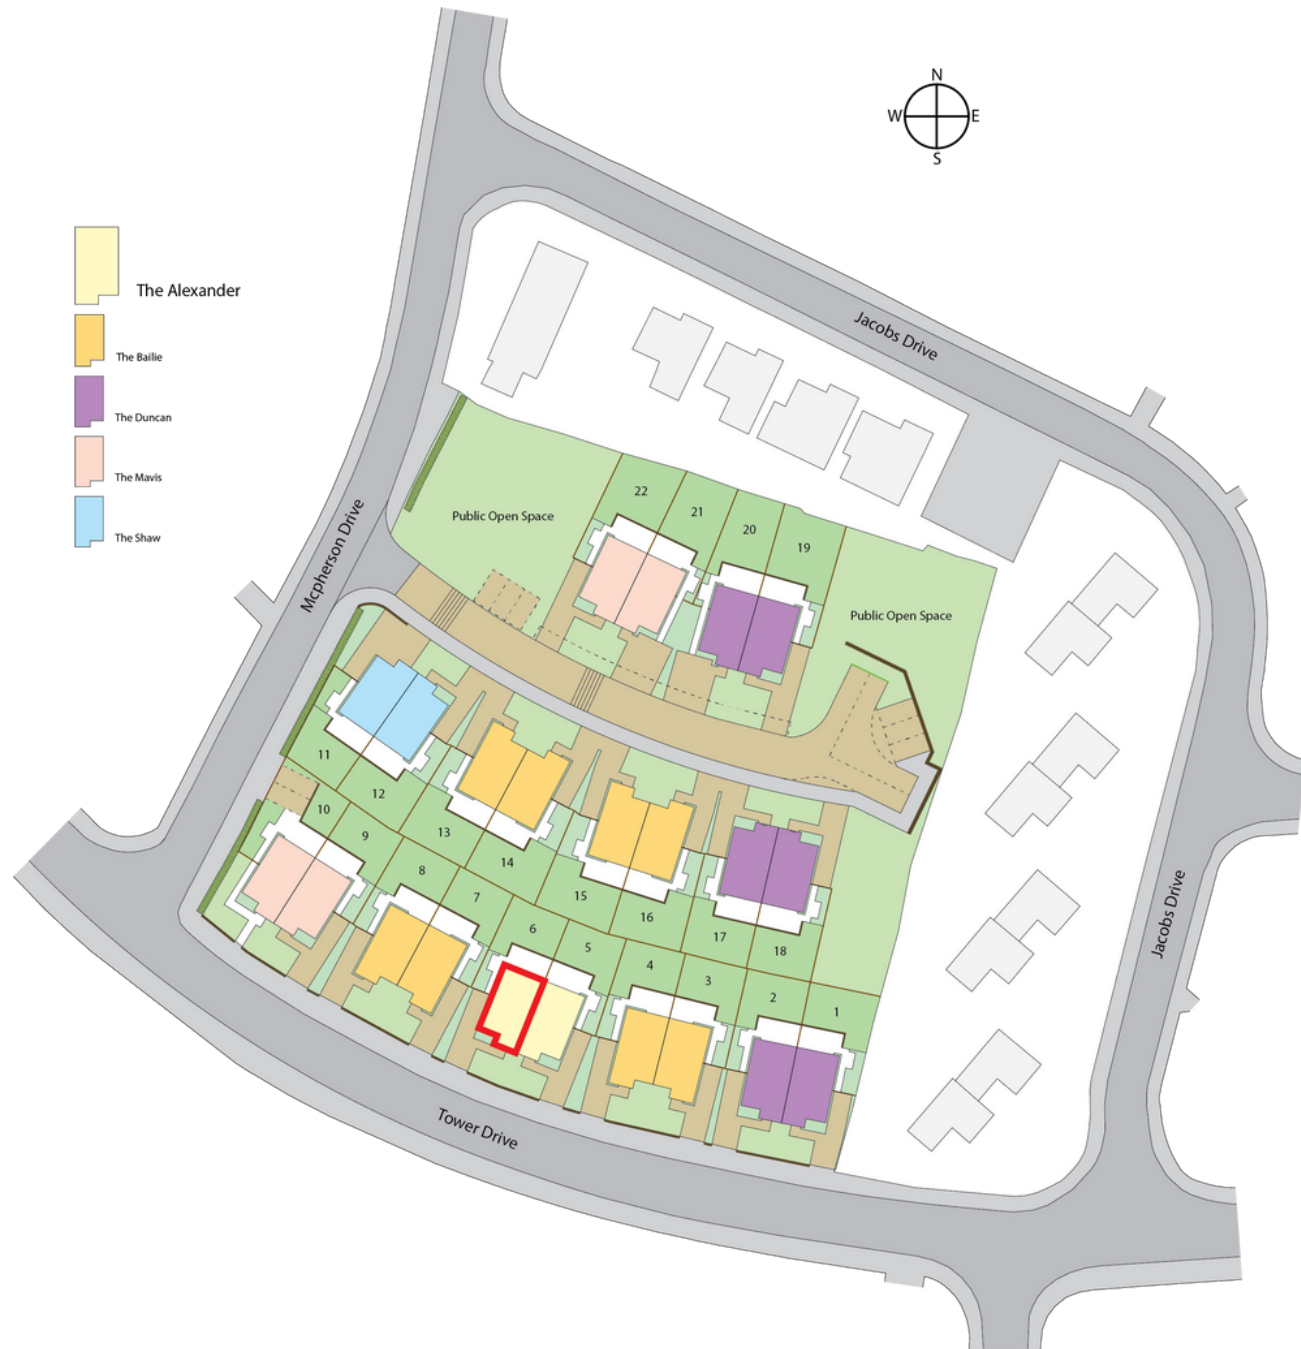 N
W E
S
The Alexander
The Bailie
The Duncan
The Mavis
The Shaw
Jacobs Drive
Mcpherson Drive
Public Open Space
22
21
20
19
Public Open Space
11
12
13
14
15
16
17
18
10
9
8
7
6
5
4
3
2
1
Jacobs Drive
Tower Drive